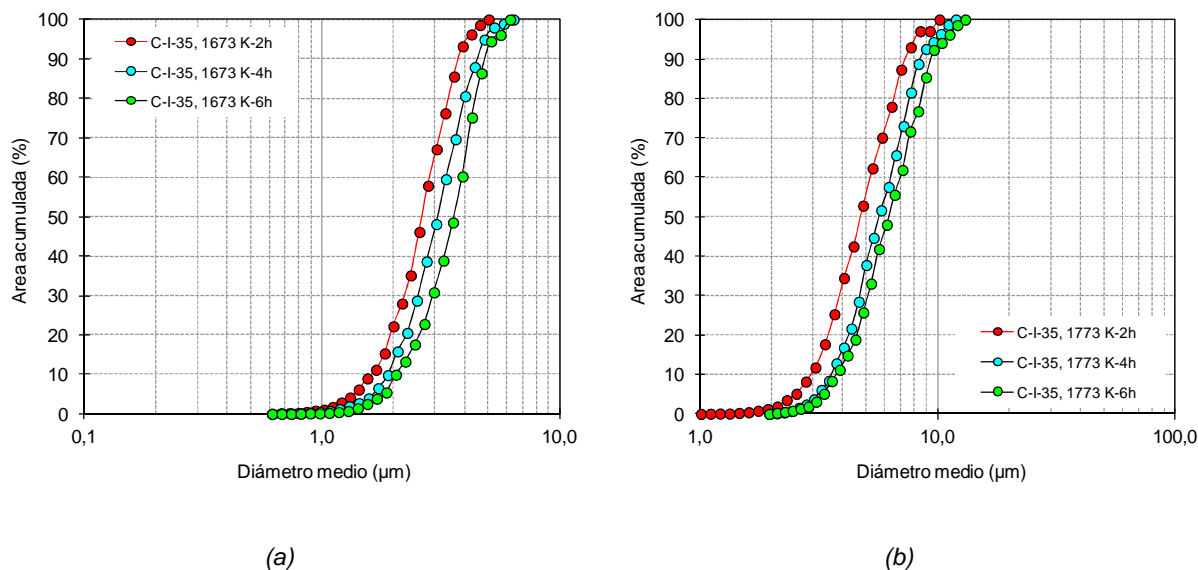 100
90
80
70
60
50
40
30
20
10
0
Area acumulada (%)
C-I-35, 1673 K-2h
C-I-35, 1673 K-4h
C-I-35, 1673 K-6h
0,1 1,0 10,0
Diámetro medio (µm)
(a)
100
90
80
70
60
50
40
30
20
10
0
Area acumulada (%)
C-I-35, 1773 K-2h
C-I-35, 1773 K-4h
C-I-35, 1773 K-6h
1,0 10,0 100,0
Diámetro medio (µm)
(b)